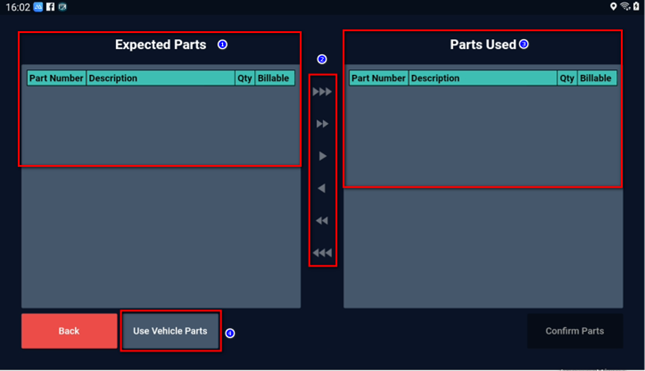 16:02
Expected Parts 1
2
Parts Used 3
Part Number Description Qty Billable
Part Number Description Qty Billable
Back
Use Vehicle Parts 4
Confirm Parts